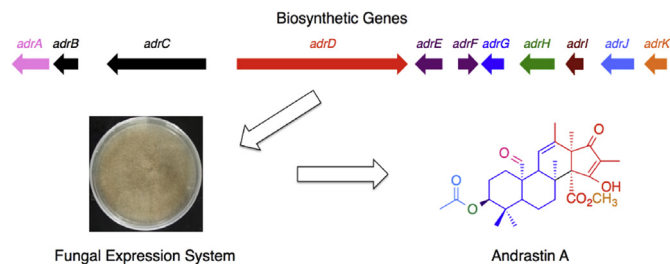 Biosynthetic Genes
adrA adrB adrC adrD adrE adrF adrG adrH adrI adrJ adrK
O
O
O
O
OH
CO₂CH₃
O
Fungal Expression System
Andrastin A